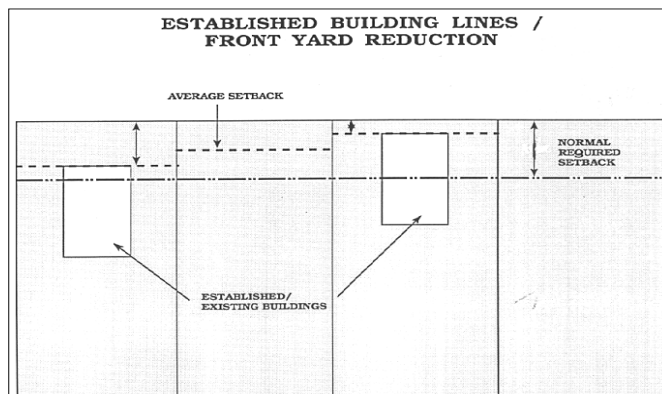 ESTABLISHED BUILDING LINES /
FRONT YARD REDUCTION
AVERAGE SETBACK
NORMAL
REQUIRED
SETBACK
ESTABLISHED/
EXISTING BUILDINGS